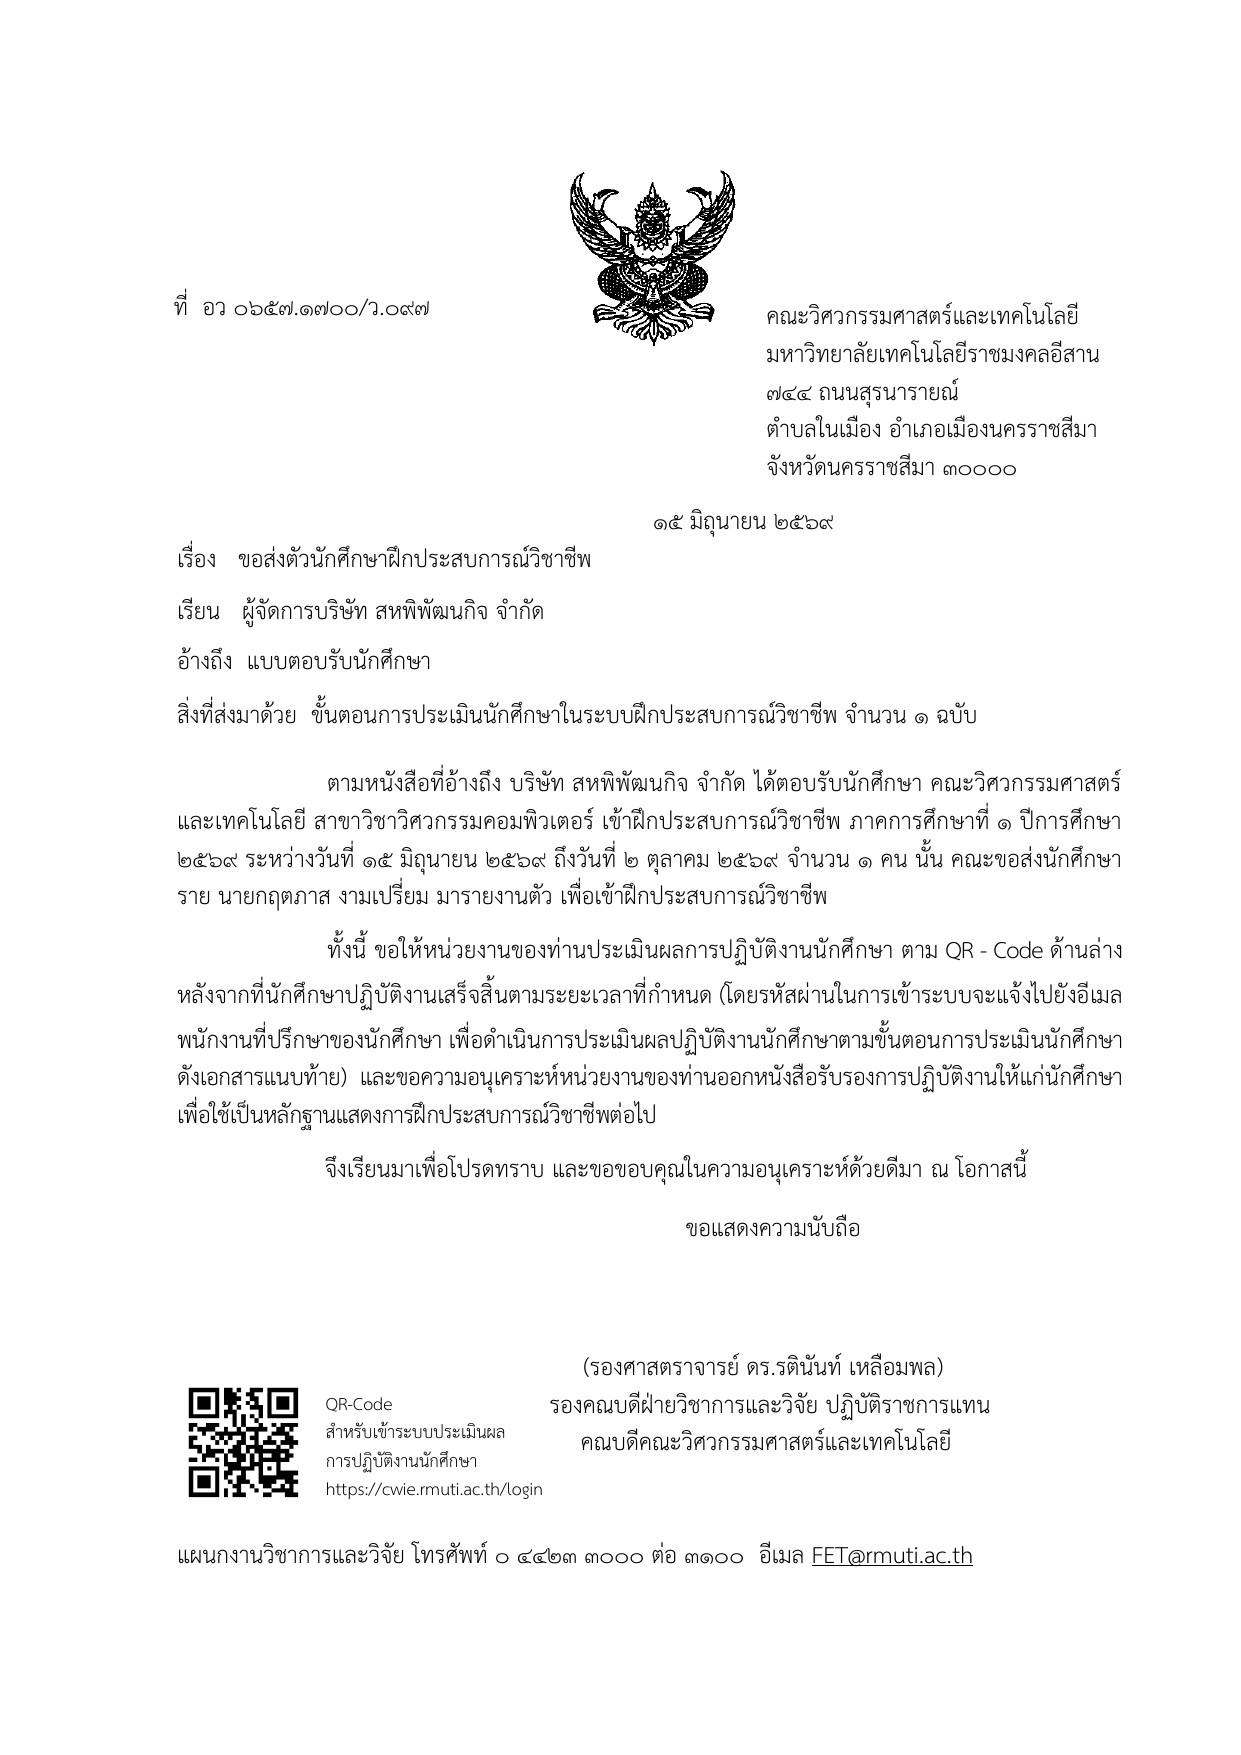 ที่ อว ๐๖๕๗.๑๗๐๐/ว.๐๙๗
คณะวิศวกรรมศาสตร์และเทคโนโลยี
มหาวิทยาลัยเทคโนโลยีราชมงคลอีสาน
๗๔๔ ถนนสุรนารายณ์
ตำบลในเมือง อำเภอเมืองนครราชสีมา
จังหวัดนครราชสีมา ๓๐๐๐๐
๑๕ มิถุนายน ๒๕๖๙
เรื่อง ขอส่งตัวนักศึกษาฝึกประสบการณ์วิชาชีพ
เรียน ผู้จัดการบริษัท สหพิพัฒนกิจ จำกัด
อ้างถึง แบบตอบรับนักศึกษา
สิ่งที่ส่งมาด้วย ขั้นตอนการประเมินนักศึกษาในระบบฝึกประสบการณ์วิชาชีพ จำนวน ๑ ฉบับ
ตามหนังสือที่อ้างถึง บริษัท สหพิพัฒนกิจ จำกัด ได้ตอบรับนักศึกษา คณะวิศวกรรมศาสตร์
และเทคโนโลยี สาขาวิชาวิศวกรรมคอมพิวเตอร์ เข้าฝึกประสบการณ์วิชาชีพ ภาคการศึกษาที่ ๑ ปีการศึกษา
๒๕๖๙ ระหว่างวันที่ ๑๕ มิถุนายน ๒๕๖๙ ถึงวันที่ ๒ ตุลาคม ๒๕๖๙ จำนวน ๑ คน นั้น คณะขอส่งนักศึกษา
ราย นายกฤตภาส งามเปรี่ยม มารายงานตัว เพื่อเข้าฝึกประสบการณ์วิชาชีพ
ทั้งนี้ ขอให้หน่วยงานของท่านประเมินผลการปฏิบัติงานนักศึกษา ตาม QR - Code ด้านล่าง
หลังจากที่นักศึกษาปฏิบัติงานเสร็จสิ้นตามระยะเวลาที่กำหนด (โดยรหัสผ่านในการเข้าระบบจะแจ้งไปยังอีเมล
พนักงานที่ปรึกษาของนักศึกษา เพื่อดำเนินการประเมินผลปฏิบัติงานนักศึกษาตามขั้นตอนการประเมินนักศึกษา
ดังเอกสารแนบท้าย) และขอความอนุเคราะห์หน่วยงานของท่านออกหนังสือรับรองการปฏิบัติงานให้แก่นักศึกษา
เพื่อใช้เป็นหลักฐานแสดงการฝึกประสบการณ์วิชาชีพต่อไป
จึงเรียนมาเพื่อโปรดทราบ และขอขอบคุณในความอนุเคราะห์ด้วยดีมา ณ โอกาสนี้
ขอแสดงความนับถือ
(รองศาสตราจารย์ ดร.รตินันท์ เหลือมพล)
รองคณบดีฝ่ายวิชาการและวิจัย ปฏิบัติราชการแทน
คณบดีคณะวิศวกรรมศาสตร์และเทคโนโลยี
QR-Code
สำหรับเข้าระบบประเมินผล
การปฏิบัติงานนักศึกษา
https://cwie.rmuti.ac.th/login
แผนกงานวิชาการและวิจัย โทรศัพท์ ๐ ๔๔๒๓ ๓๐๐๐ ต่อ ๓๑๐๐ อีเมล FET@rmuti.ac.th